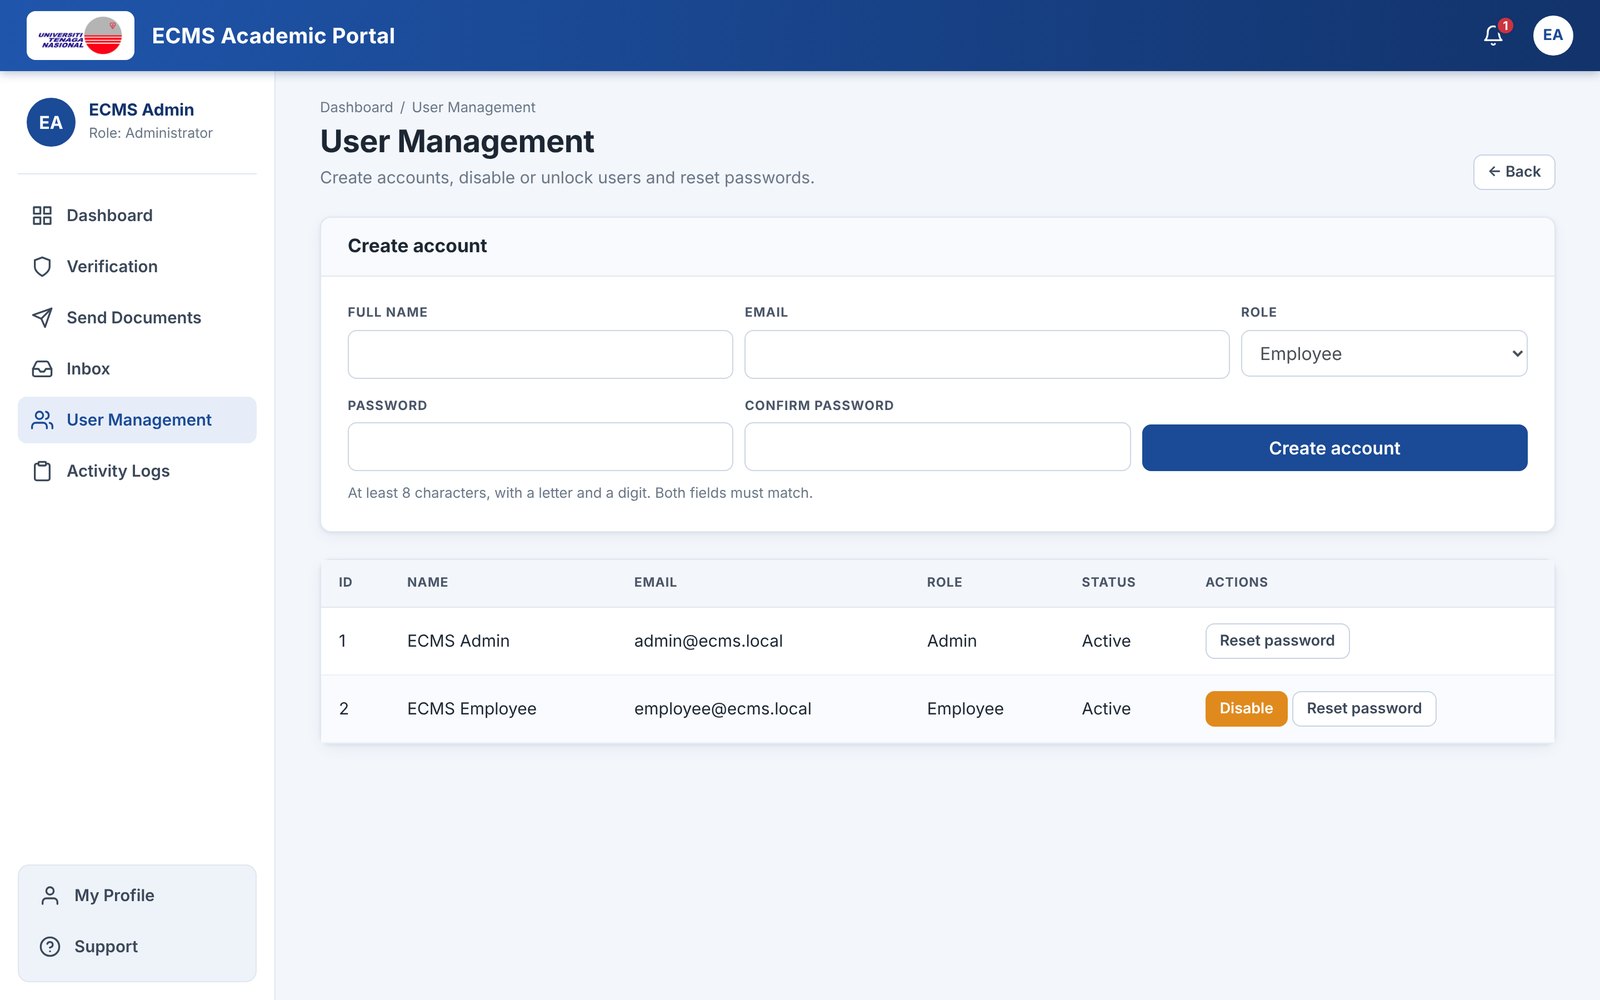 UNIVERSITI
TENAGA
NASIONAL
ECMS Academic Portal
1
EA
EA
ECMS Admin
Role: Administrator
Dashboard
Verification
Send Documents
Inbox
User Management
Activity Logs
My Profile
Support
Dashboard / User Management
User Management
Create accounts, disable or unlock users and reset passwords.
← Back
Create account
FULL NAME EMAIL ROLE
Employee
PASSWORD CONFIRM PASSWORD
Create account
At least 8 characters, with a letter and a digit. Both fields must match.
ID NAME EMAIL ROLE STATUS ACTIONS
1 ECMS Admin admin@ecms.local Admin Active Reset password
2 ECMS Employee employee@ecms.local Employee Active Disable Reset password